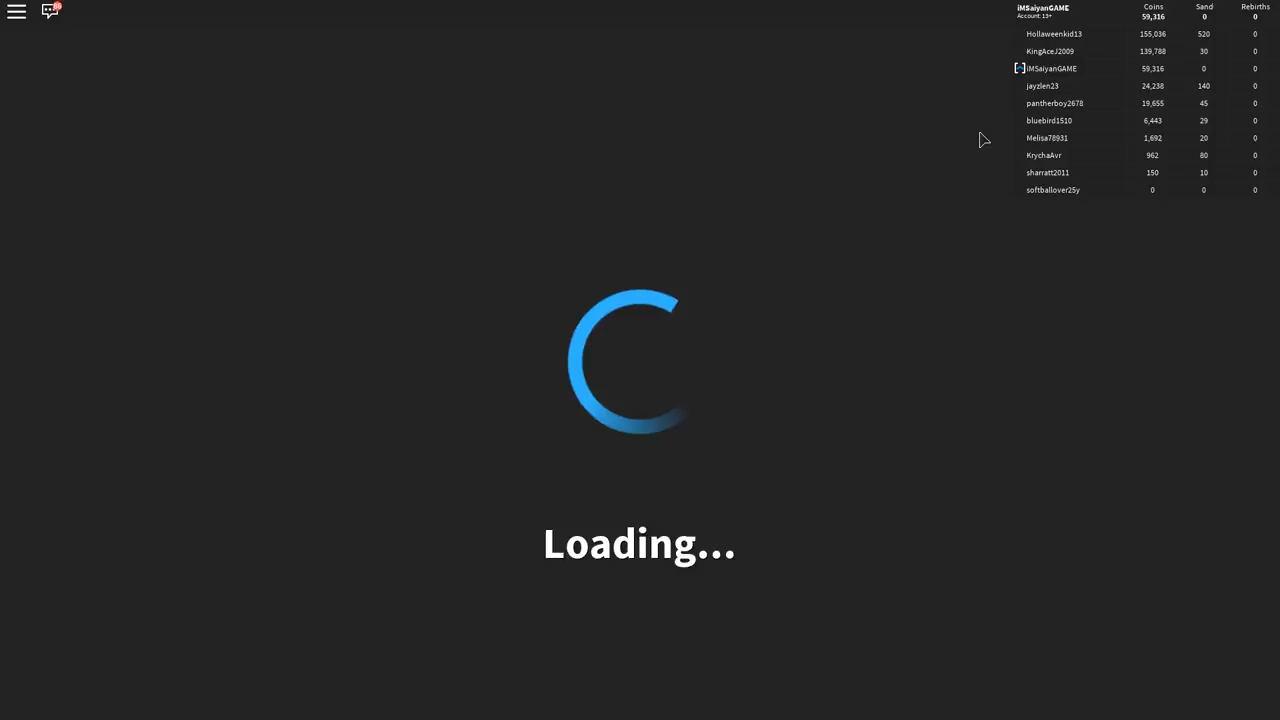 86
iMSaiyanGAME Coins Sand Rebirths
Account: 13+ 59,316 0 0
Hollaweenkid13 155,036 520 0
KingAceJ2009 139,788 30 0
iMSaiyanGAME 59,316 0 0
jayzlen23 24,238 140 0
pantherboy2678 19,655 45 0
bluebird1510 6,443 29 0
Melisa78931 1,692 20 0
KrychaAvr 962 80 0
sharratt2011 150 10 0
softballover25y 0 0 0
Loading...